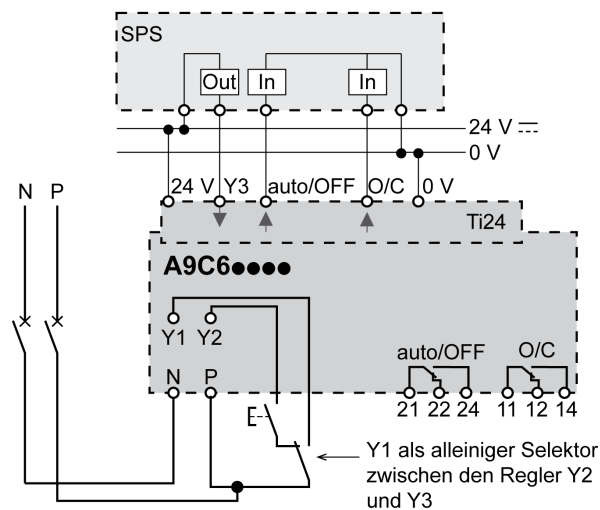 SPS
Out In In
24 V ⎓
0 V
N P
24 V Y3 auto/OFF O/C 0 V
Ti24
A9C6●●●●
Y1 Y2
auto/OFF O/C
N P
21 22 24 11 12 14
Y1 als alleiniger Selektor
zwischen den Regler Y2
und Y3